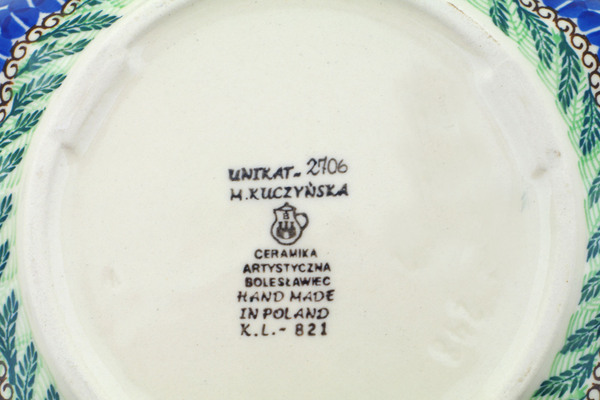 UNIKAT- 2706
M.KUCZYŃSKA
CERAMIKA
ARTYSTYCZNA
BOLESŁAWIEC
HAND MADE
IN POLAND
K.L.- 821